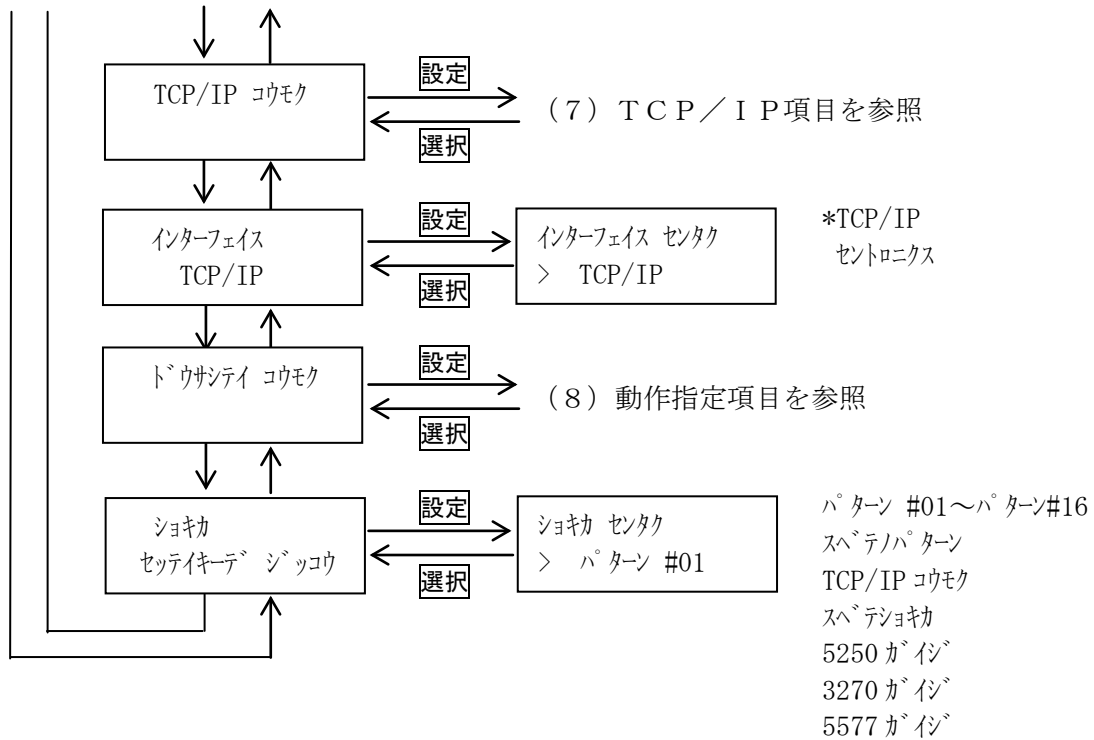 TCP/IP コウモク
設定
選択
（７）ＴＣＰ／ＩＰ項目を参照
インターフェイス
TCP/IP
設定
選択
インターフェイス センタク
> TCP/IP
*TCP/IP
セントロニクス
ドウサシテイ コウモク
設定
選択
（８）動作指定項目を参照
ショキカ
セッテイキーデ ジッコウ
設定
選択
ショキカ センタク
> パターン #01
パターン #01～パターン#16
スベテノパターン
TCP/IP コウモク
スベテショキカ
5250 ガイジ
3270 ガイジ
5577 ガイジ